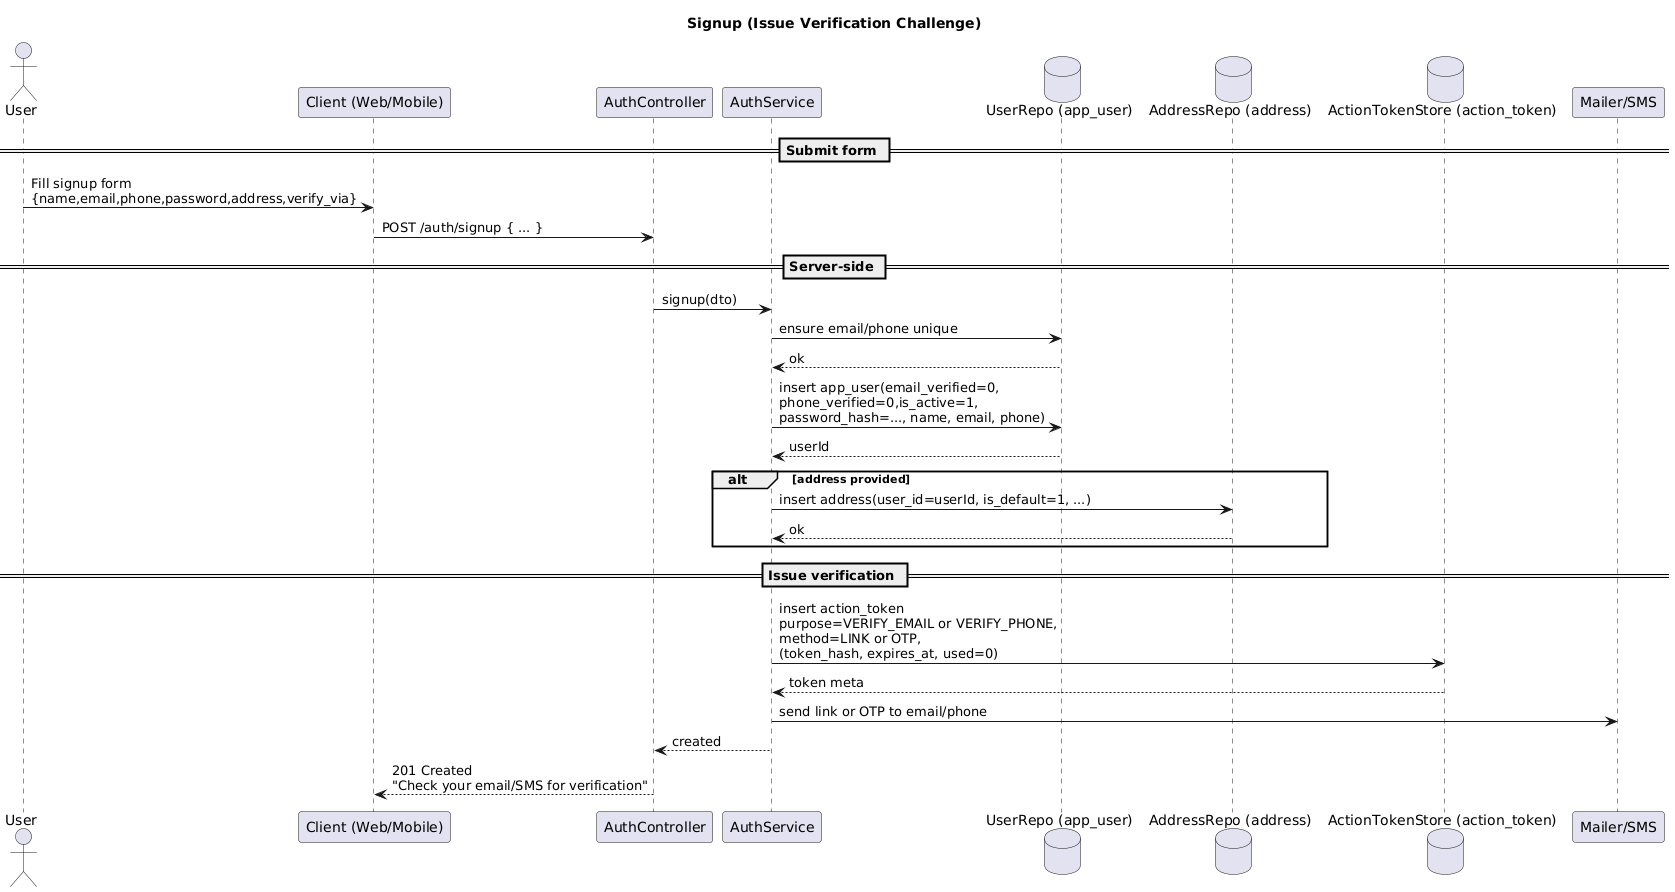 Signup (Issue Verification Challenge)
User
Client (Web/Mobile)
AuthController
AuthService
UserRepo (app_user)
AddressRepo (address)
ActionTokenStore (action_token)
Mailer/SMS
Submit form
Fill signup form
{name,email,phone,password,address,verify_via}
POST /auth/signup { ... }
Server-side
signup(dto)
ensure email/phone unique
ok
insert app_user(email_verified=0,
phone_verified=0,is_active=1,
password_hash=..., name, email, phone)
userId
alt
[address provided]
insert address(user_id=userId, is_default=1, ...)
ok
Issue verification
insert action_token
purpose=VERIFY_EMAIL or VERIFY_PHONE,
method=LINK or OTP,
(token_hash, expires_at, used=0)
token meta
send link or OTP to email/phone
created
201 Created
"Check your email/SMS for verification"
User
Client (Web/Mobile)
AuthController
AuthService
UserRepo (app_user)
AddressRepo (address)
ActionTokenStore (action_token)
Mailer/SMS